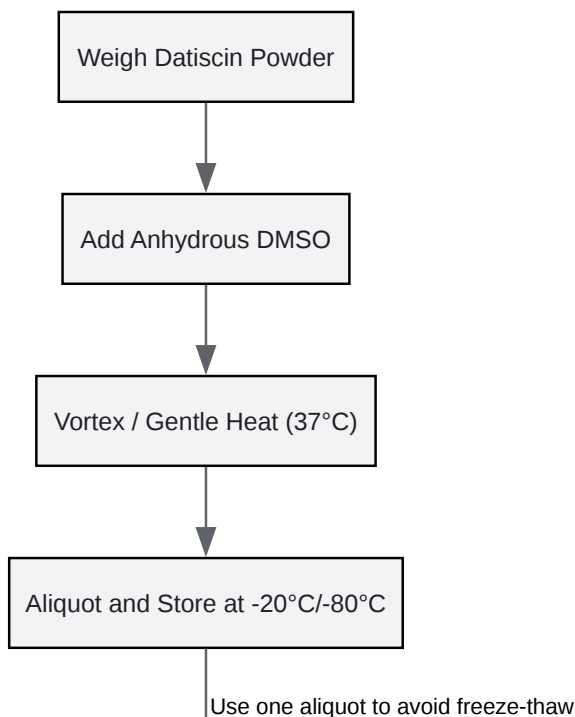 Weigh Datiscin Powder
Add Anhydrous DMSO
Vortex / Gentle Heat (37°C)
Aliquot and Store at -20°C/-80°C
Use one aliquot to avoid freeze-thaw